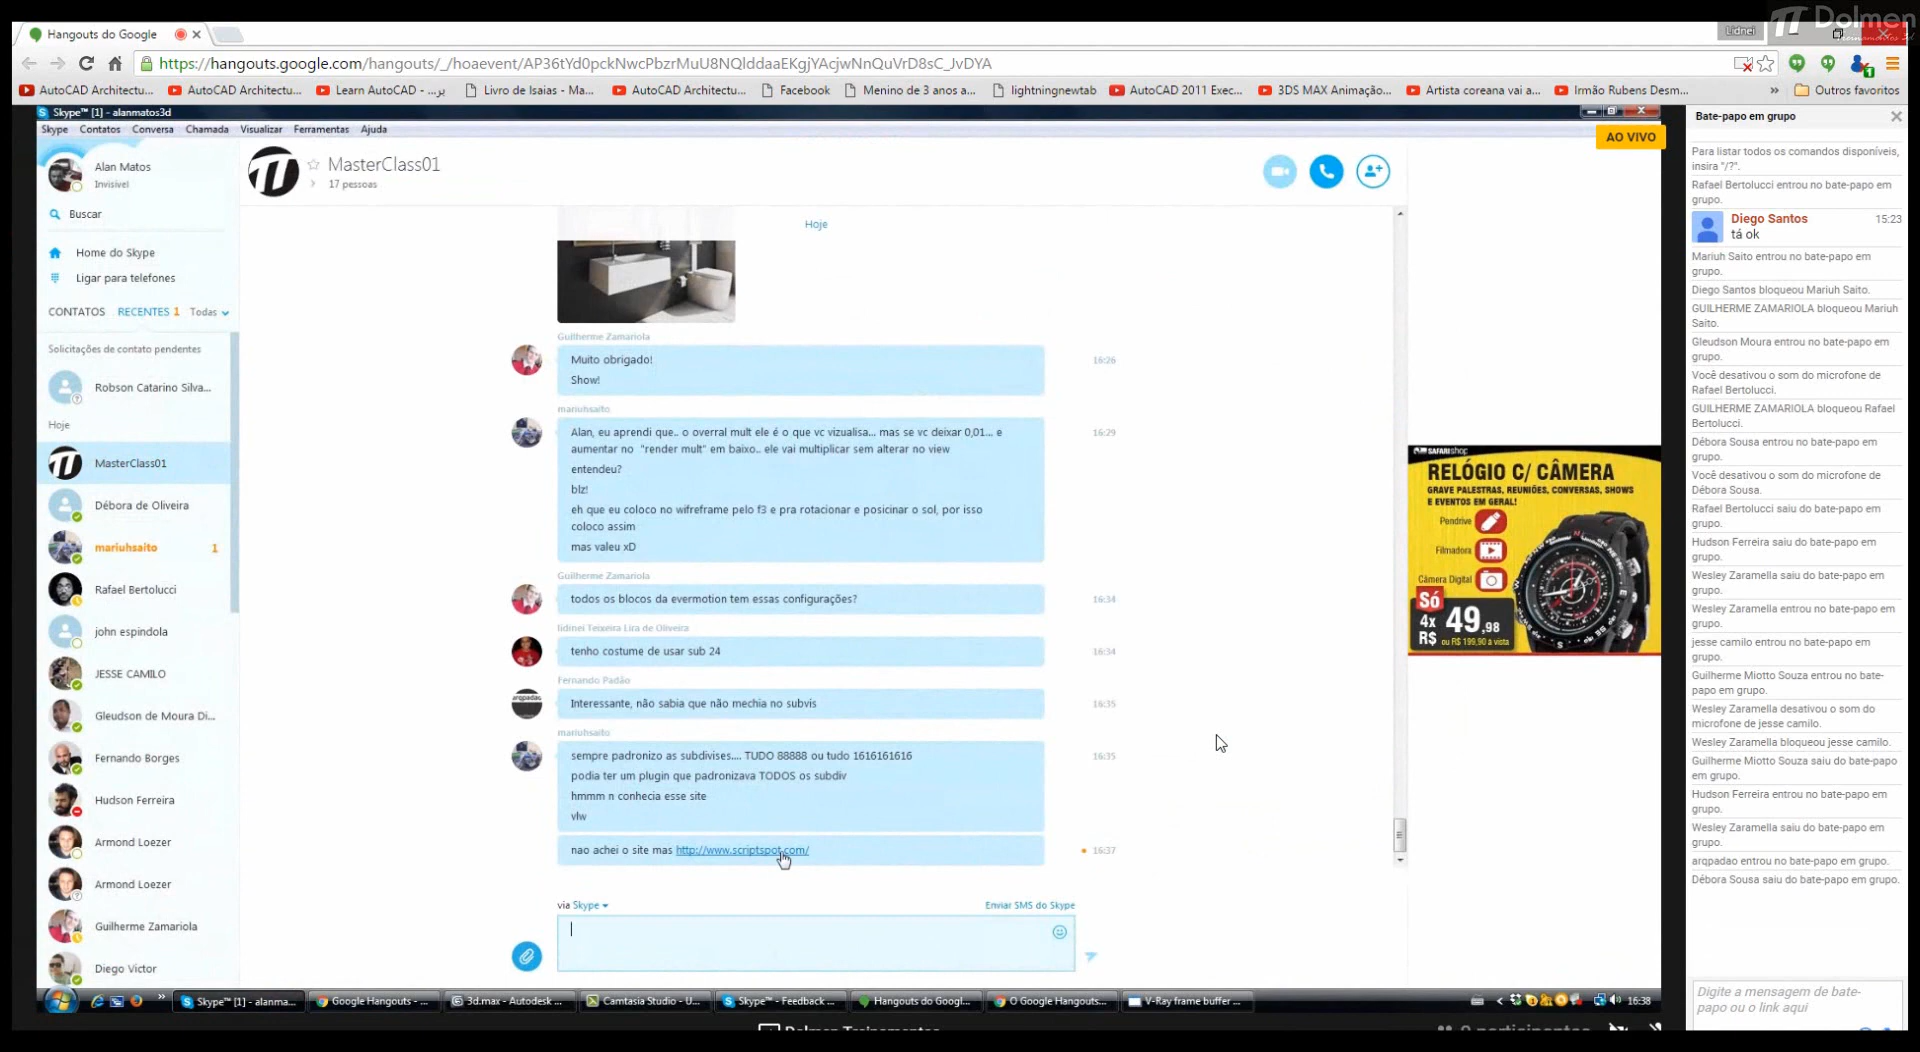 Hangouts do Google
Lidnei
Dolmen
https://hangouts.google.com/hangouts/_/hoaevent/AP36tYd0pckNwcPbzrMuU8NQlddaaEKgjYAcjwNnQuVrD8sC_JvDYA
AutoCAD Architectu...
AutoCAD Architectu...
Learn AutoCAD - ...
Livro de Isaias - Ma...
AutoCAD Architectu...
Facebook
Menino de 3 anos a...
lightningnewtab
AutoCAD 2011 Exec...
3DS MAX Animação...
Artista coreana vai a...
Irmão Rubens Desm...
»
Outros favoritos
Skype™ [1] - alanmatos3d
Skype Contatos Conversa Chamada Visualizar Ferramentas Ajuda
AO VIVO
Alan Matos
Invisível
Buscar
Home do Skype
Ligar para telefones
CONTATOS RECENTES 1 Todas
Solicitações de contato pendentes
Robson Catarino Silva...
Hoje
MasterClass01
Débora de Oliveira
mariuhsaito 1
Rafael Bertolucci
john espindola
JESSE CAMILO
Gleudson de Moura Di...
Fernando Borges
Hudson Ferreira
Armond Loezer
Armond Loezer
Guilherme Zamariola
Diego Victor
MasterClass01
17 pessoas
Hoje
Guilherme Zamariola
Muito obrigado! 16:26
Show!
mariuhsaito
Alan, eu aprendi que.. o overral mult ele é o que vc vizualisa... mas se vc deixar 0,01... e 16:29
aumentar no "render mult" em baixo.. ele vai multiplicar sem alterar no view
entendeu?
blz!
eh que eu coloco no wifreframe pelo f3 e pra rotacionar e posicinar o sol, por isso
coloco assim
mas valeu xD
Guilherme Zamariola
todos os blocos da evermotion tem essas configurações? 16:34
lidinei Teixeira Lira de Oliveira
tenho costume de usar sub 24 16:34
Fernando Padão
arqpadao
Interessante, não sabia que não mechia no subvis 16:35
mariuhsaito
sempre padronizo as subdivises.... TUDO 88888 ou tudo 1616161616 16:35
podia ter um plugin que padronizava TODOS os subdiv
hmmm n conhecia esse site
vlw
nao achei o site mas http://www.scriptspot.com/ 16:37
via Skype
Enviar SMS do Skype
SAFARIshop
RELÓGIO C/ CÂMERA
GRAVE PALESTRAS, REUNIÕES, CONVERSAS, SHOWS
E EVENTOS EM GERAL!
Pendrive
Filmadora
Câmera Digital
Só
4x
R$
49,98
ou R$ 199,90 à vista
Bate-papo em grupo
Para listar todos os comandos disponíveis,
insira "/?".
Rafael Bertolucci entrou no bate-papo em
grupo.
Diego Santos 15:23
tá ok
Mariuh Saito entrou no bate-papo em
grupo.
Diego Santos bloqueou Mariuh Saito.
GUILHERME ZAMARIOLA bloqueou Mariuh
Saito.
Gleudson Moura entrou no bate-papo em
grupo.
Você desativou o som do microfone de
Rafael Bertolucci.
GUILHERME ZAMARIOLA bloqueou Rafael
Bertolucci.
Débora Sousa entrou no bate-papo em
grupo.
Você desativou o som do microfone de
Débora Sousa.
Rafael Bertolucci saiu do bate-papo em
grupo.
Hudson Ferreira saiu do bate-papo em
grupo.
Wesley Zaramella saiu do bate-papo em
grupo.
Wesley Zaramella entrou no bate-papo em
grupo.
jesse camilo entrou no bate-papo em
grupo.
Guilherme Miotto Souza entrou no bate-
papo em grupo.
Wesley Zaramella desativou o som do
microfone de jesse camilo.
Wesley Zaramella bloqueou jesse camilo.
Guilherme Miotto Souza saiu do bate-papo
em grupo.
Hudson Ferreira entrou no bate-papo em
grupo.
Wesley Zaramella saiu do bate-papo em
grupo.
arqpadao entrou no bate-papo em grupo.
Débora Sousa saiu do bate-papo em grupo.
Digite a mensagem de bate-
papo ou o link aqui
Skype™ [1] - alanma...
Google Hangouts - ...
3d.max - Autodesk ...
Camtasia Studio - U...
Skype™ - Feedback ...
Hangouts do Googl...
O Google Hangouts...
V-Ray frame buffer ...
16:38
Dolmen Treinamentos